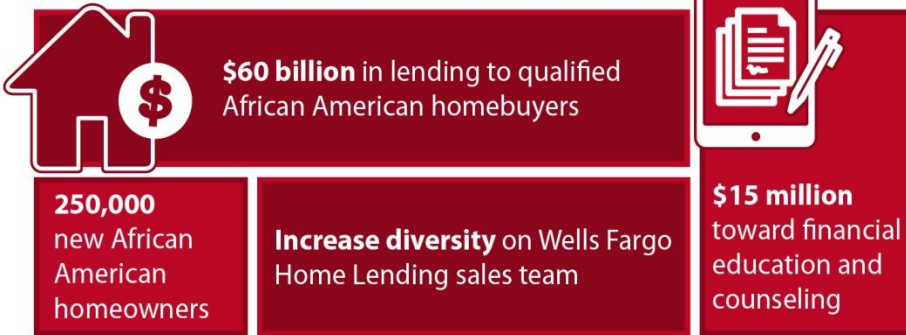 $
$60 billion in lending to qualified
African American homebuyers
250,000
new African
American
homeowners
Increase diversity on Wells Fargo
Home Lending sales team
$15 million
toward financial
education and
counseling